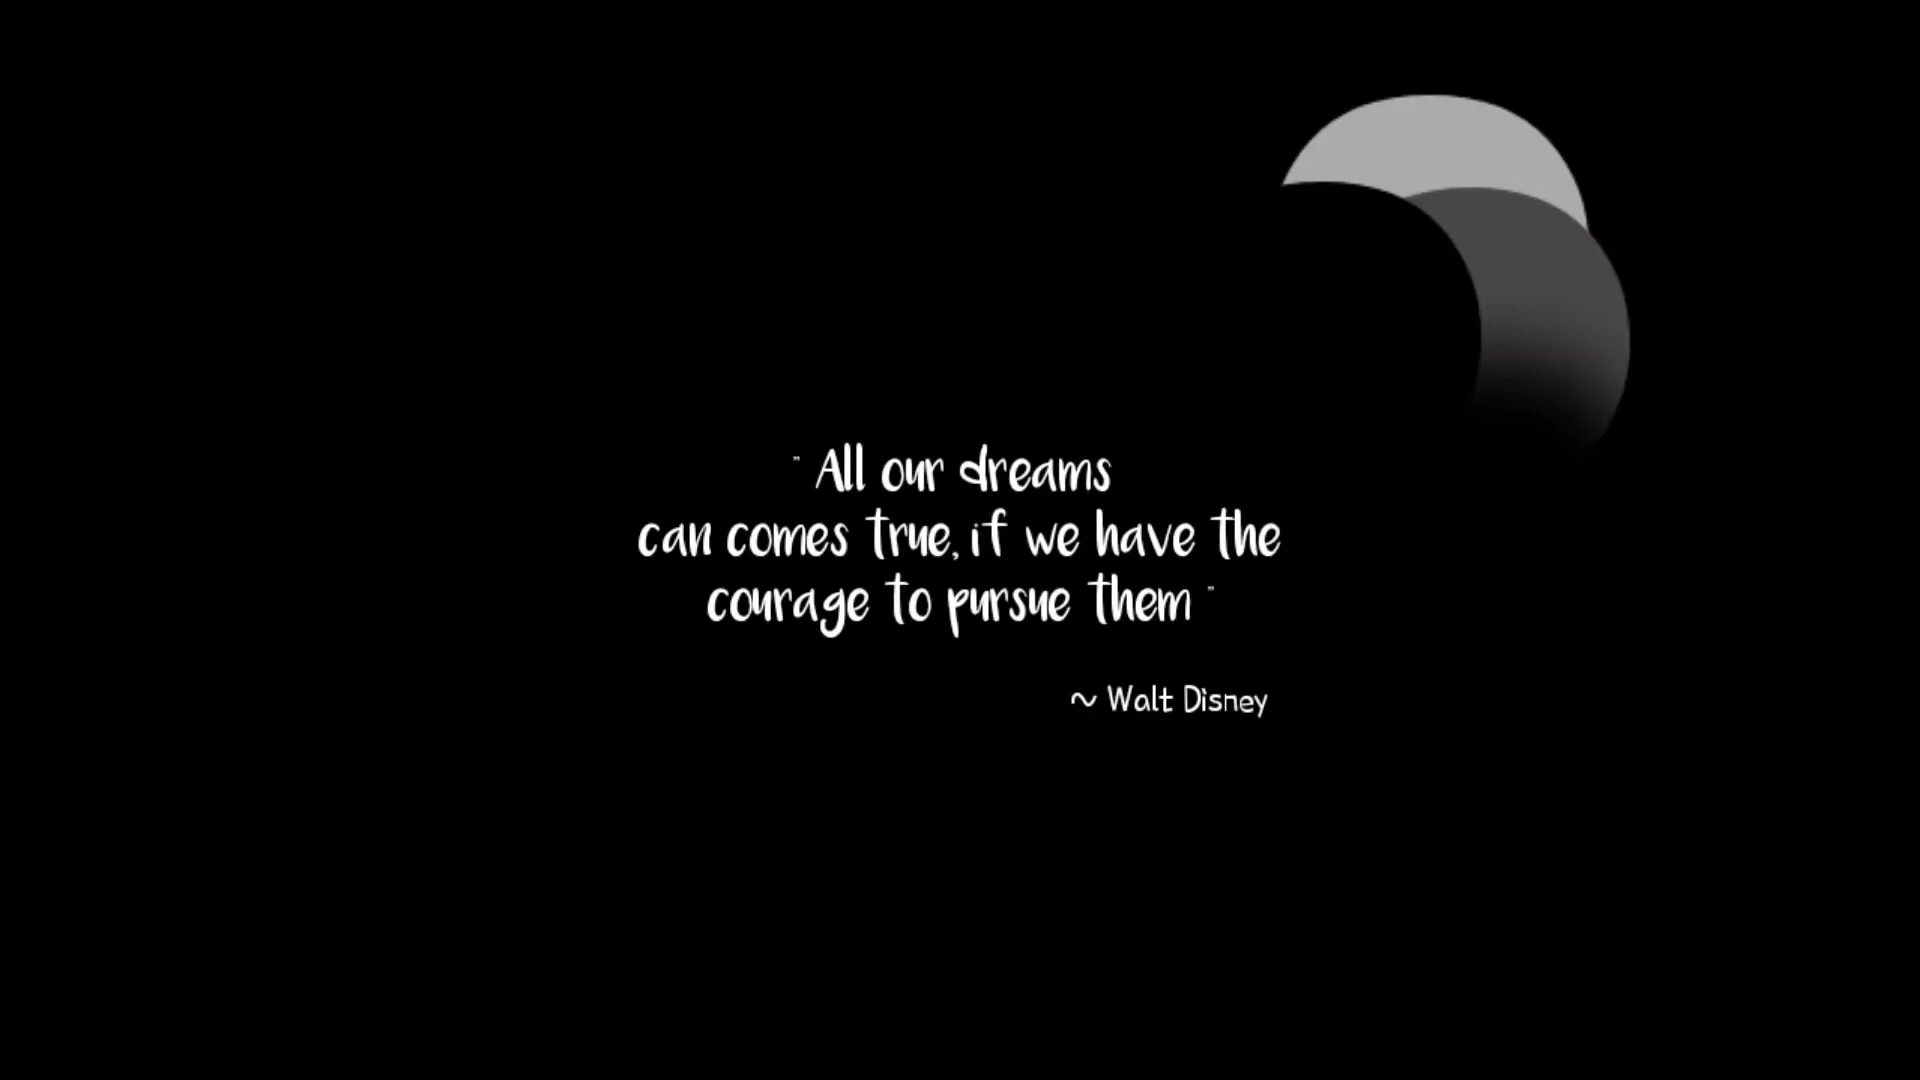 " All our dreams
can comes true, if we have the
courage to pursue them "
~ Walt Disney